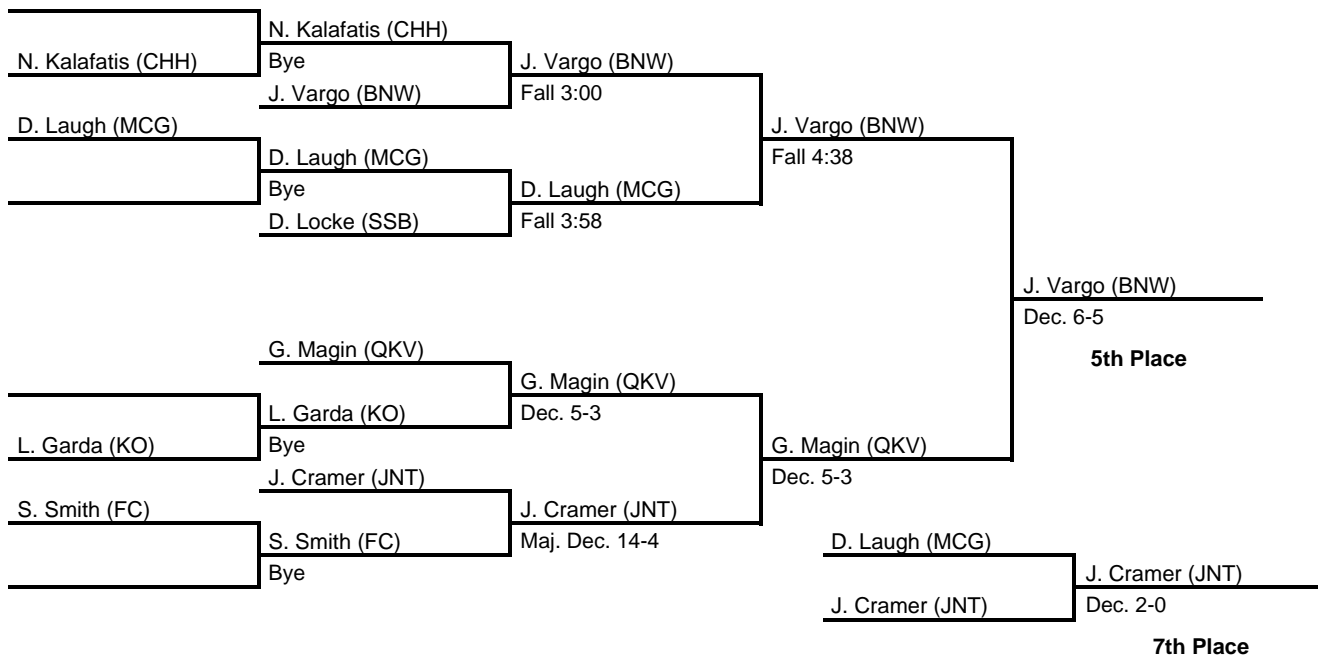 N. Kalafatis (CHH)
N. Kalafatis (CHH)
Bye
J. Vargo (BNW)
J. Vargo (BNW)
Fall 3:00
D. Laugh (MCG)
J. Vargo (BNW)
D. Laugh (MCG)
Fall 4:38
Bye
D. Laugh (MCG)
D. Locke (SSB)
Fall 3:58
J. Vargo (BNW)
Dec. 6-5
5th Place
G. Magin (QKV)
G. Magin (QKV)
L. Garda (KO)
Dec. 5-3
L. Garda (KO)
Bye
G. Magin (QKV)
J. Cramer (JNT)
Dec. 5-3
S. Smith (FC)
J. Cramer (JNT)
S. Smith (FC)
Maj. Dec. 14-4
D. Laugh (MCG)
Bye
J. Cramer (JNT)
J. Cramer (JNT)
Dec. 2-0
7th Place